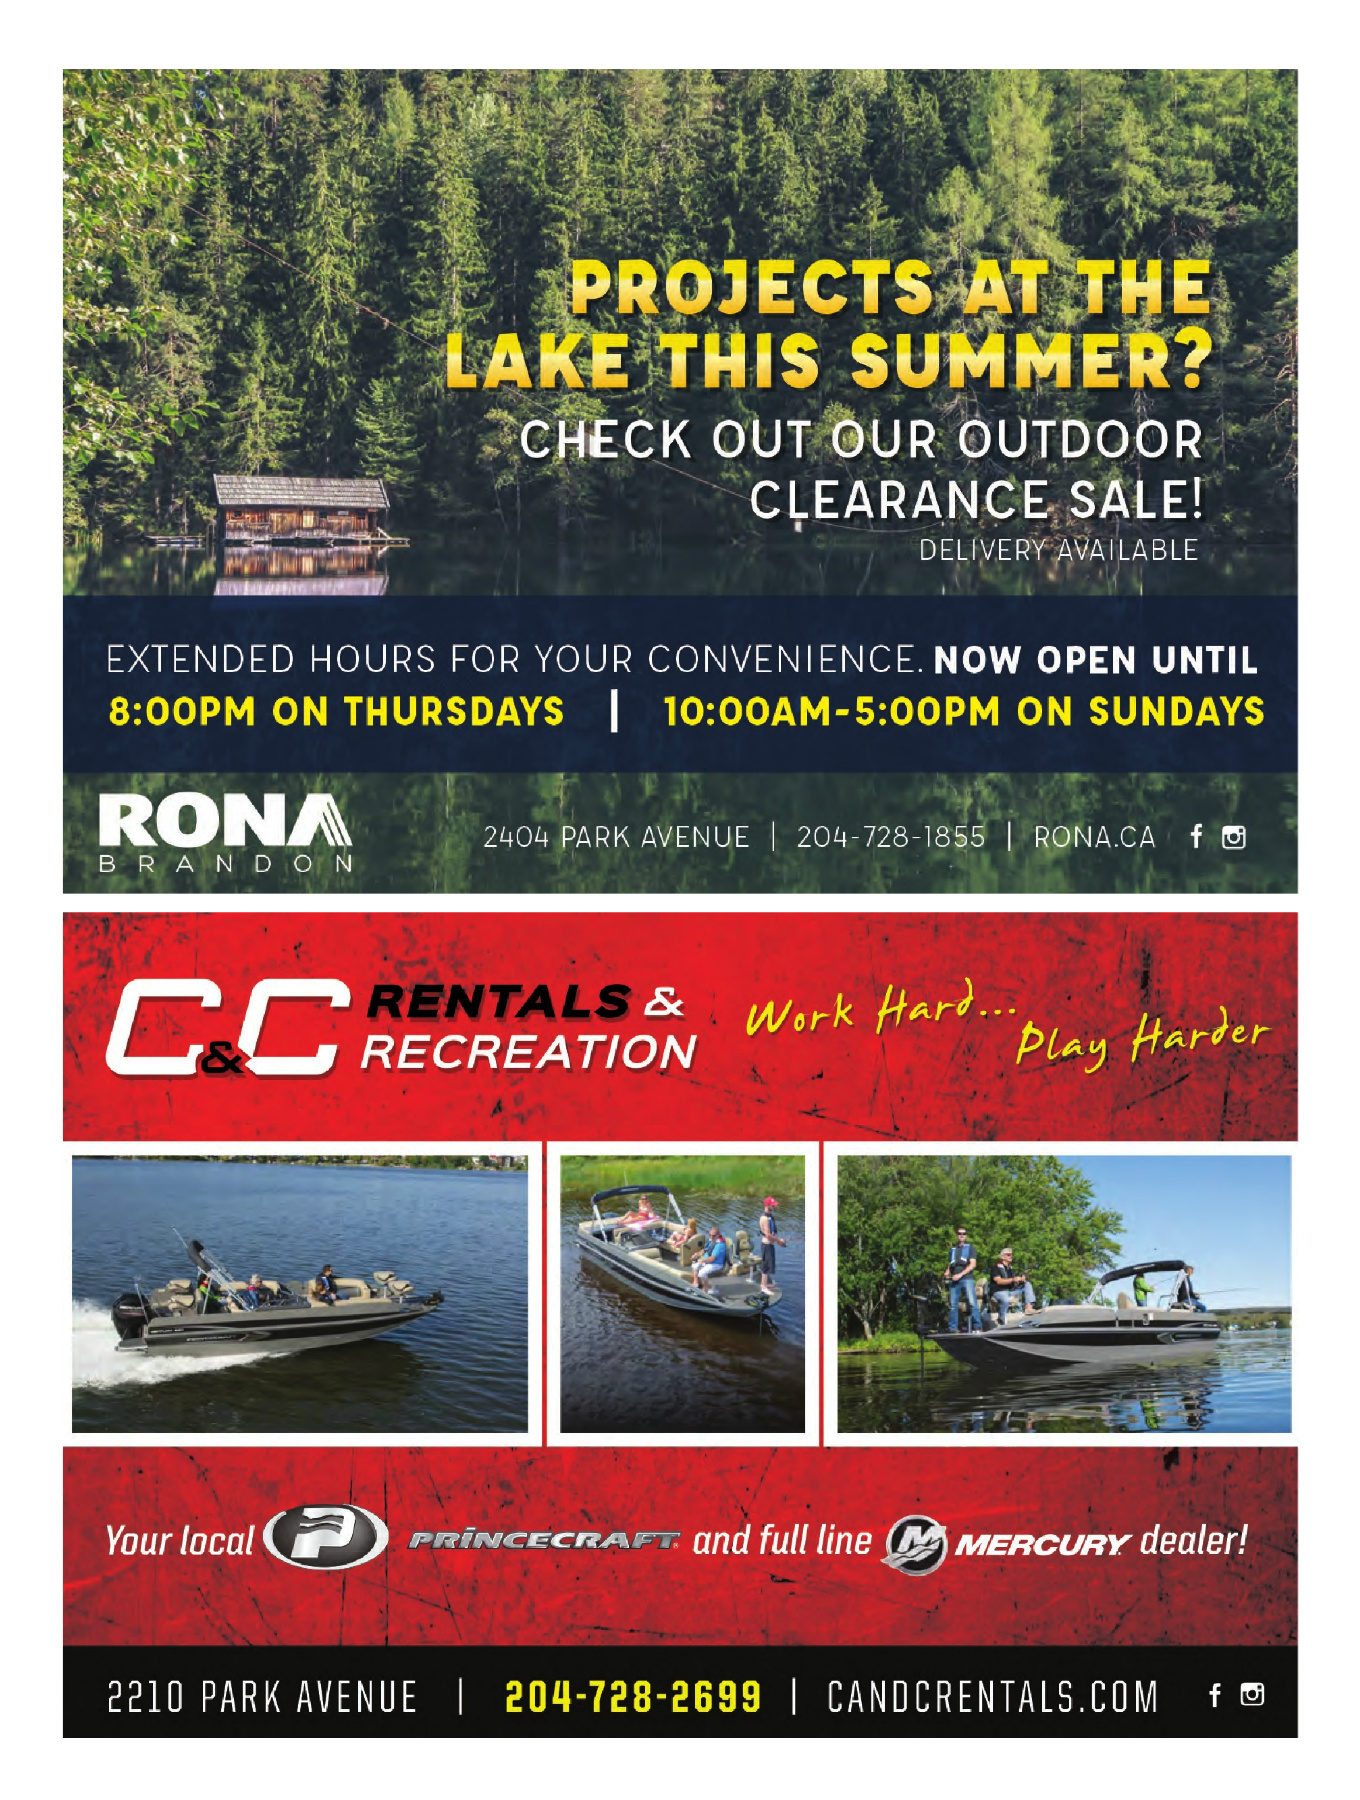 PROJECTS AT THE
LAKE THIS SUMMER?
CHECK OUT OUR OUTDOOR
CLEARANCE SALE!
DELIVERY AVAILABLE
EXTENDED HOURS FOR YOUR CONVENIENCE. NOW OPEN UNTIL
8:00PM ON THURSDAYS | 10:00AM-5:00PM ON SUNDAYS
RONA
BRANDON
2404 PARK AVENUE | 204-728-1855 | RONA.CA
C&C RENTALS &
RECREATION
Work Hard...
Play Harder
Your local PRINCECRAFT and full line MERCURY dealer!
2210 PARK AVENUE | 204-728-2699 | CANDCRENTALS.COM